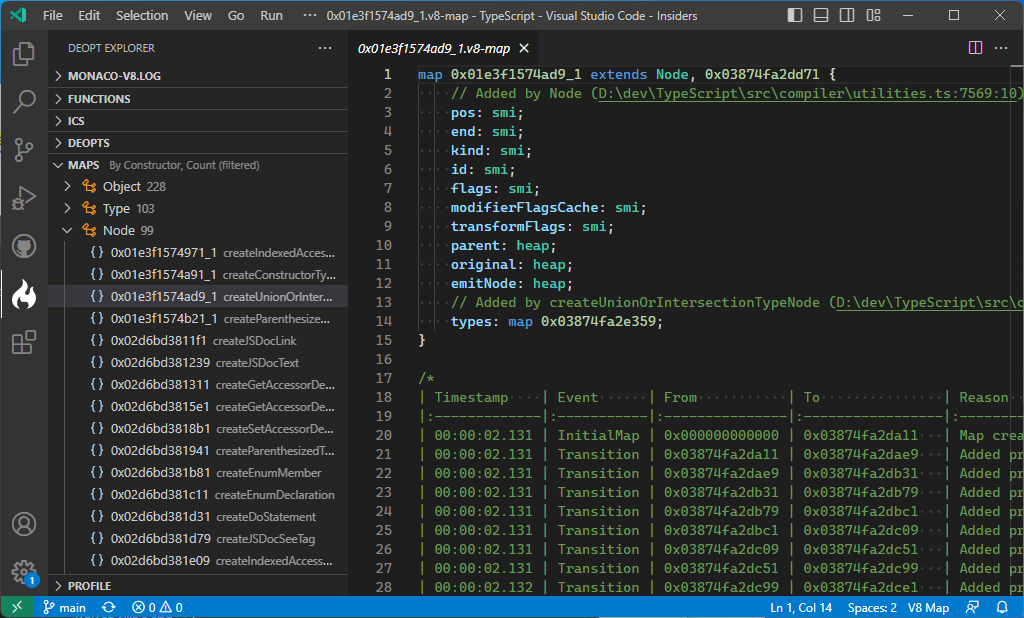 File Edit Selection View Go Run ··· 0x01e3f1574ad9_1.v8-map - TypeScript - Visual Studio Code - Insiders
DEOPT EXPLORER ···
MONACO-V8.LOG
FUNCTIONS
ICS
DEOPTS
MAPS By Constructor, Count (filtered)
Object 228
Type 103
Node 99
{} 0x01e3f1574971_1 createIndexedAcces...
{} 0x01e3f1574a91_1 createConstructorTy...
{} 0x01e3f1574ad9_1 createUnionOrInter...
{} 0x01e3f1574b21_1 createParenthesize...
{} 0x02d6bd3811f1 createJSDocLink
{} 0x02d6bd381239 createJSDocText
{} 0x02d6bd381311 createGetAccessorDe...
{} 0x02d6bd3815e1 createGetAccessorDe...
{} 0x02d6bd3818b1 createSetAccessorDe...
{} 0x02d6bd381941 createParenthesizedT...
{} 0x02d6bd381b81 createEnumMember
{} 0x02d6bd381c11 createEnumDeclaration
{} 0x02d6bd381d31 createDoStatement
{} 0x02d6bd381d79 createJSDocSeeTag
{} 0x02d6bd381e09 createIndexedAccess...
PROFILE
1
0x01e3f1574ad9_1.v8-map ···
1 map 0x01e3f1574ad9_1 extends Node, 0x03874fa2dd71 {
2 // Added by Node (D:\dev\TypeScript\src\compiler\utilities.ts:7569:10)
3 pos: smi;
4 end: smi;
5 kind: smi;
6 id: smi;
7 flags: smi;
8 modifierFlagsCache: smi;
9 transformFlags: smi;
10 parent: heap;
11 original: heap;
12 emitNode: heap;
13 // Added by createUnionOrIntersectionTypeNode (D:\dev\TypeScript\src\c
14 types: map 0x03874fa2e359;
15 }
16
17 /*
18 | Timestamp | Event | From | To | Reason
19 |:-------------|:-----------|:---------------|:-----------------|:-------
20 | 00:00:02.131 | InitialMap | 0x000000000000 | 0x03874fa2da11 | Map crea
21 | 00:00:02.131 | Transition | 0x03874fa2da11 | 0x03874fa2dae9 | Added pr
22 | 00:00:02.131 | Transition | 0x03874fa2dae9 | 0x03874fa2db31 | Added pr
23 | 00:00:02.131 | Transition | 0x03874fa2db31 | 0x03874fa2db79 | Added pr
24 | 00:00:02.131 | Transition | 0x03874fa2db79 | 0x03874fa2dbc1 | Added pr
25 | 00:00:02.131 | Transition | 0x03874fa2dbc1 | 0x03874fa2dc09 | Added pr
26 | 00:00:02.131 | Transition | 0x03874fa2dc09 | 0x03874fa2dc51 | Added pr
27 | 00:00:02.131 | Transition | 0x03874fa2dc51 | 0x03874fa2dc99 | Added pr
28 | 00:00:02.132 | Transition | 0x03874fa2dc99 | 0x03874fa2dce1 | Added pr
main 0 0 Ln 1, Col 14 Spaces: 2 V8 Map